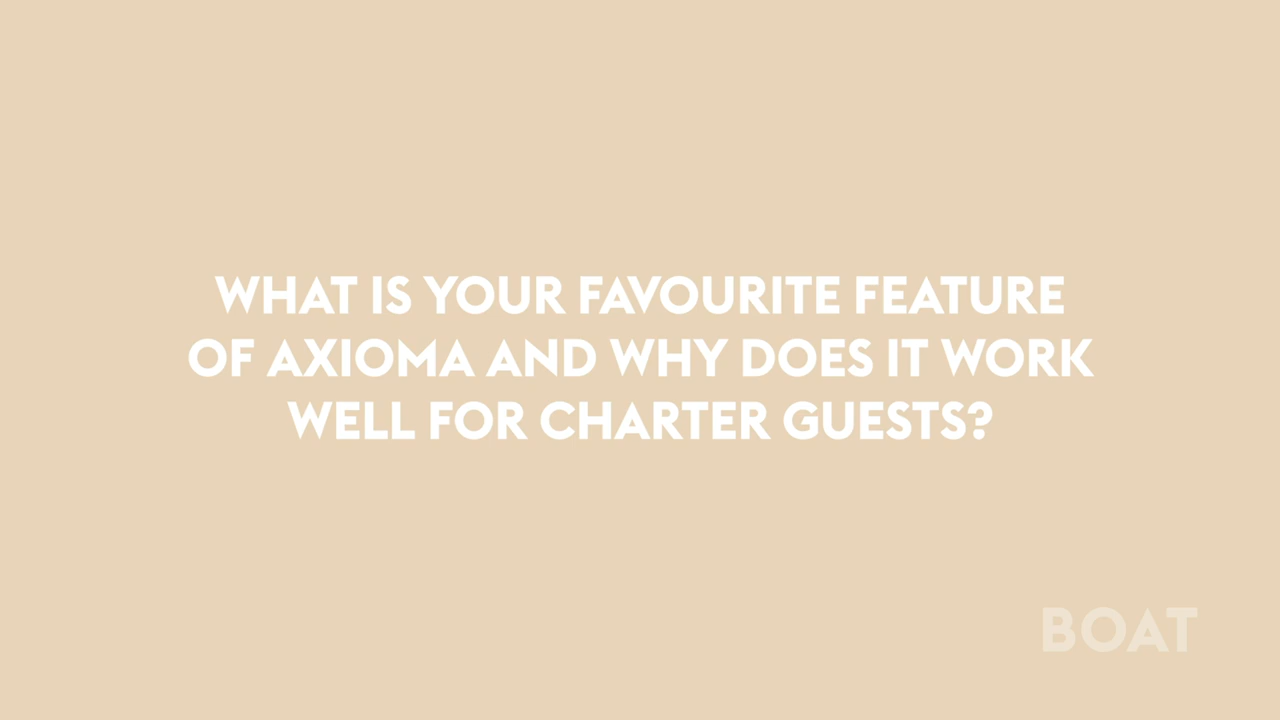 WHAT IS YOUR FAVOURITE FEATURE
OF AXIOMA AND WHY DOES IT WORK
WELL FOR CHARTER GUESTS?
BOAT